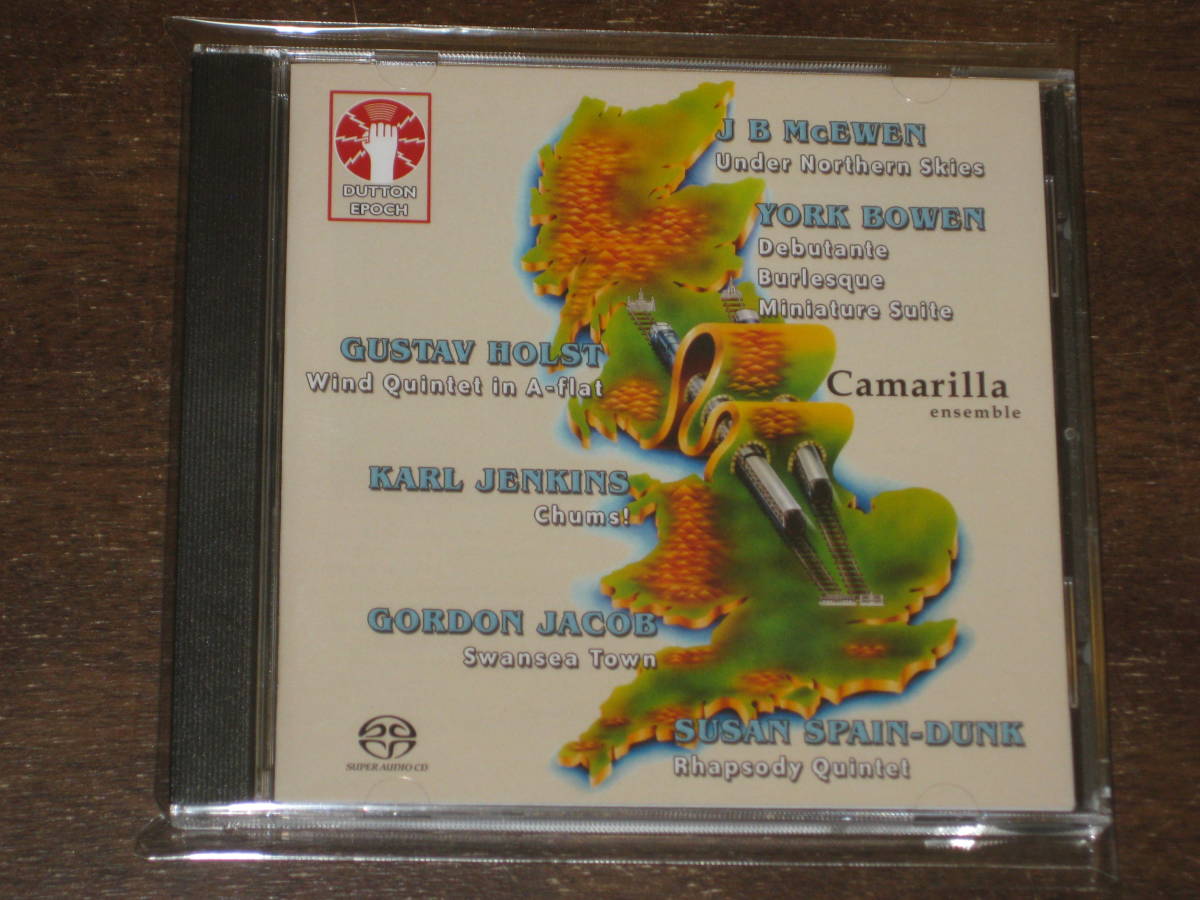 DUTTON
EPOCH
J B McEWEN
Under Northern Skies
YORK BOWEN
Debutante
Burlesque
Miniature Suite
GUSTAV HOLST
Wind Quintet in A-flat
Camarilla
ensemble
KARL JENKINS
Chums!
GORDON JACOB
Swansea Town
SUSAN SPAIN-DUNK
Rhapsody Quintet
SUPER AUDIO CD